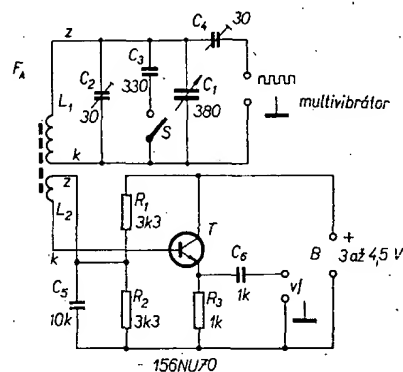 z
C4
30
C3
330
C2
30
C1
380
FA
L1
S
multivibrátor
k
z
L2
k
R1
3k3
T
C6
1k
+
B
3 až 4,5 V
vf
C5
10k
R2
3k3
R3
1k
156NU70